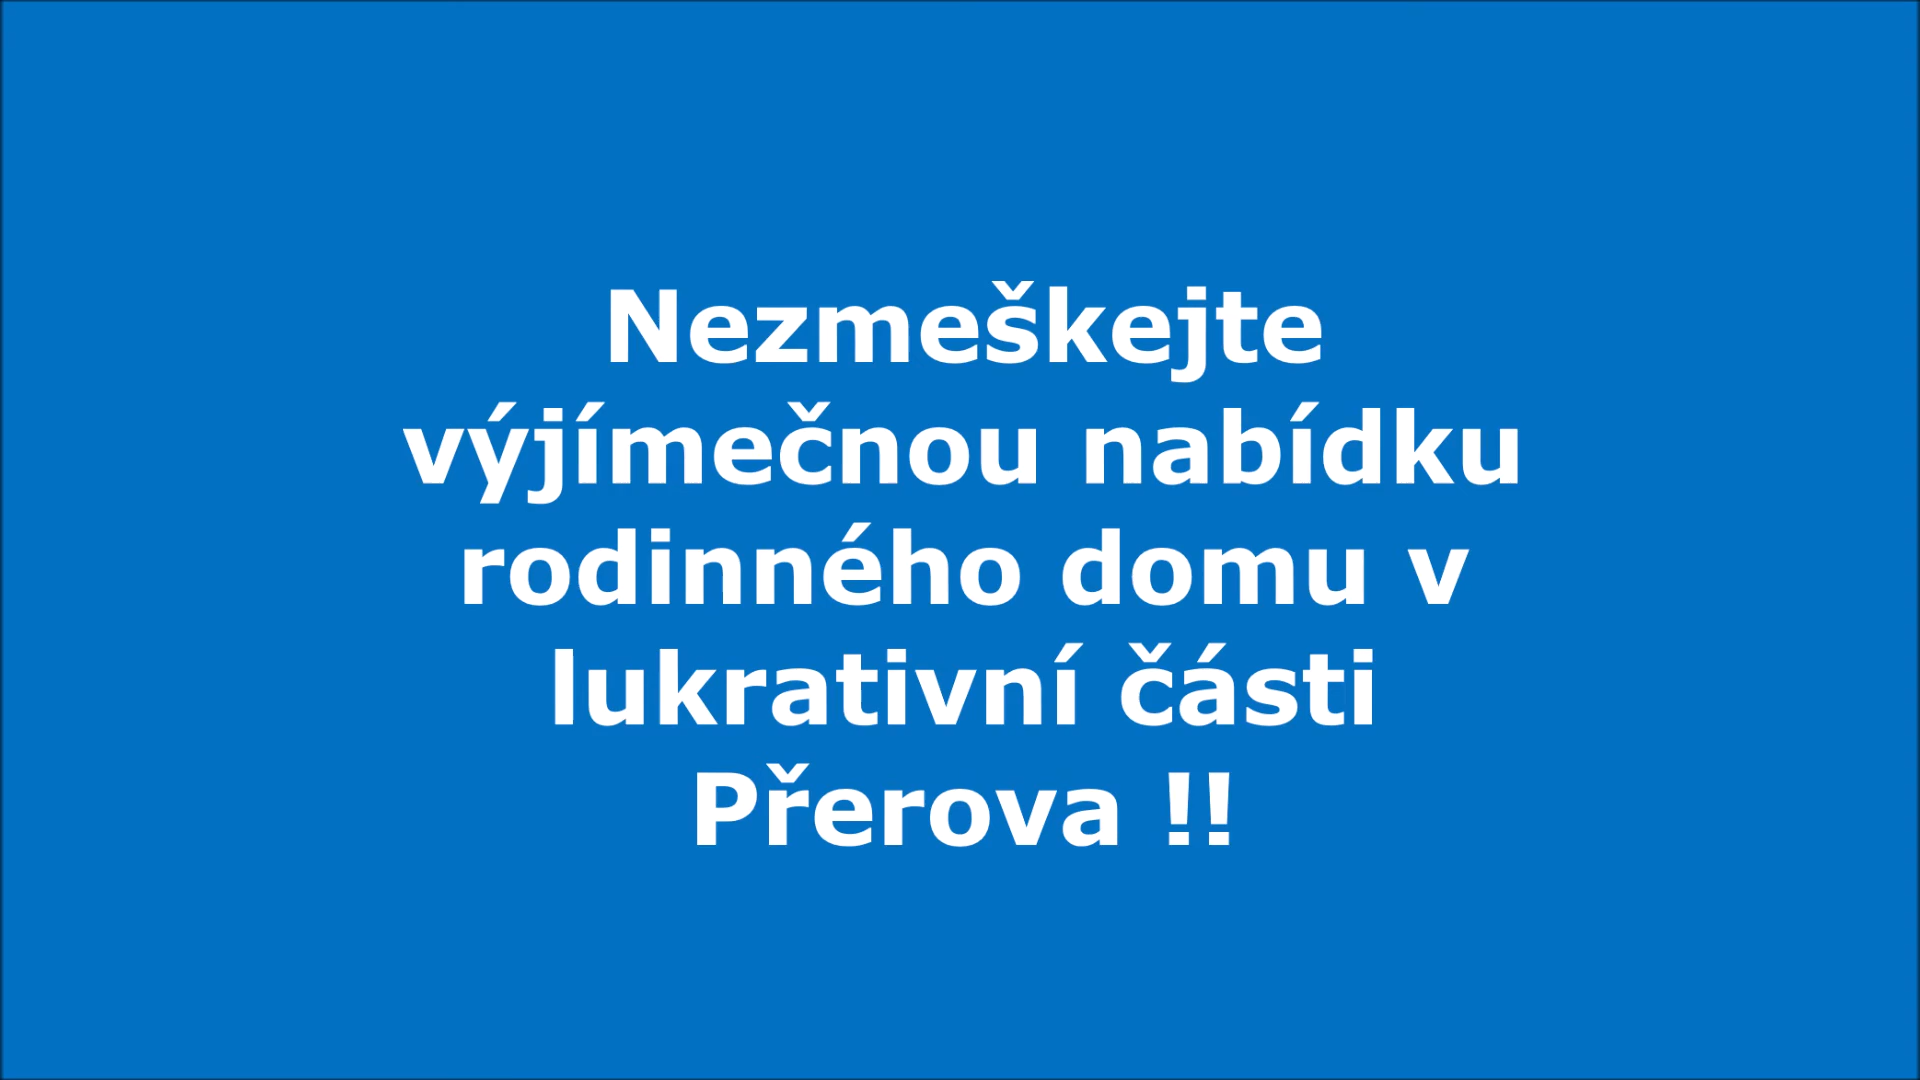 Nezmeškejte
výjímečnou nabídku
rodinného domu v
lukrativní části
Přerova !!